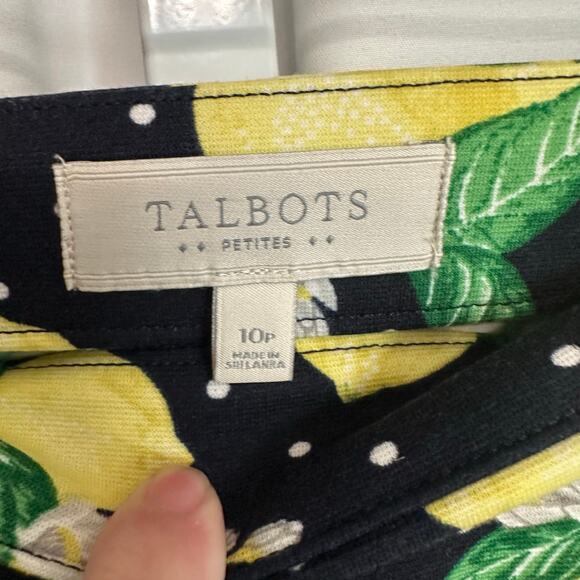 TALBOTS
PETITES
10P
MADE IN
SRI LANKA